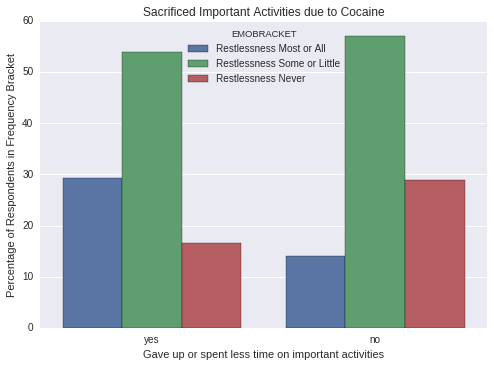 Sacrificed Important Activities due to Cocaine
EMOBRACKET
Restlessness Most or All
Restlessness Some or Little
Restlessness Never
Percentage of Respondents in Frequency Bracket
60
50
40
30
20
10
0
yes no
Gave up or spent less time on important activities